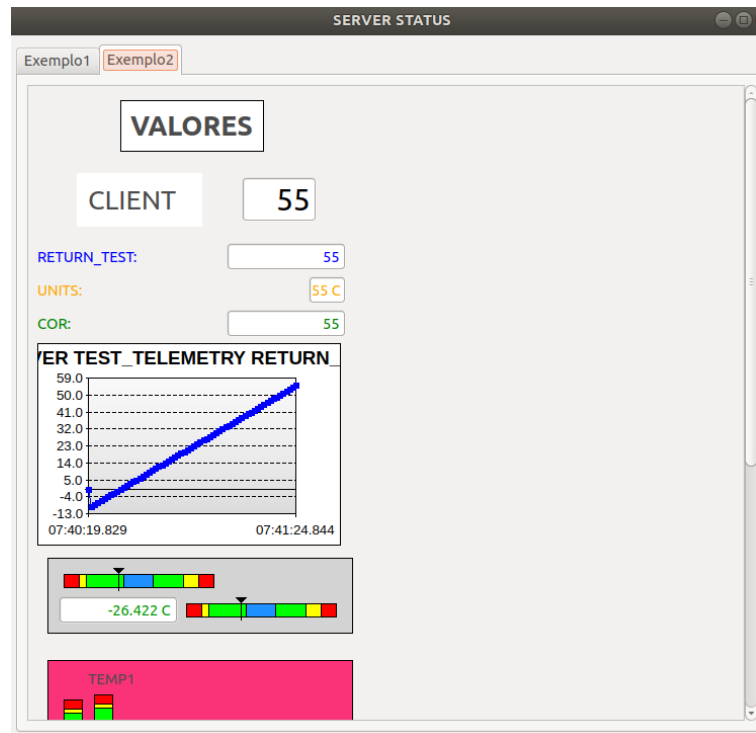 SERVER STATUS
Exemplo1 Exemplo2
VALORES
CLIENT 55
RETURN_TEST: 55
UNITS: 55 C
COR: 55
TEST_TELEMETRY RETURN_
59.0
50.0
41.0
32.0
23.0
14.0
5.0
-4.0
-13.0
07:40:19.829 07:41:24.844
-26.422 C
TEMP1